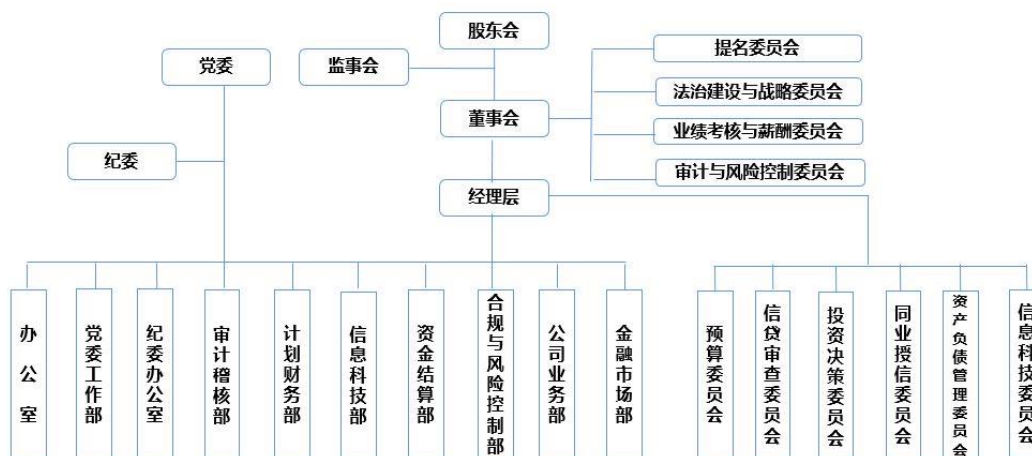 股东会
党委
监事会
提名委员会
法治建设与战略委员会
董事会
业绩考核与薪酬委员会
纪委
审计与风险控制委员会
经理层
办公室
党委工作部
纪委办公室
审计稽核部
计划财务部
信息科技部
资金结算部
合规与风险控制部
公司业务部
金融市场部
预算委员会
信贷审查委员会
投资决策委员会
同业授信委员会
资产负债管理委员会
信息科技委员会